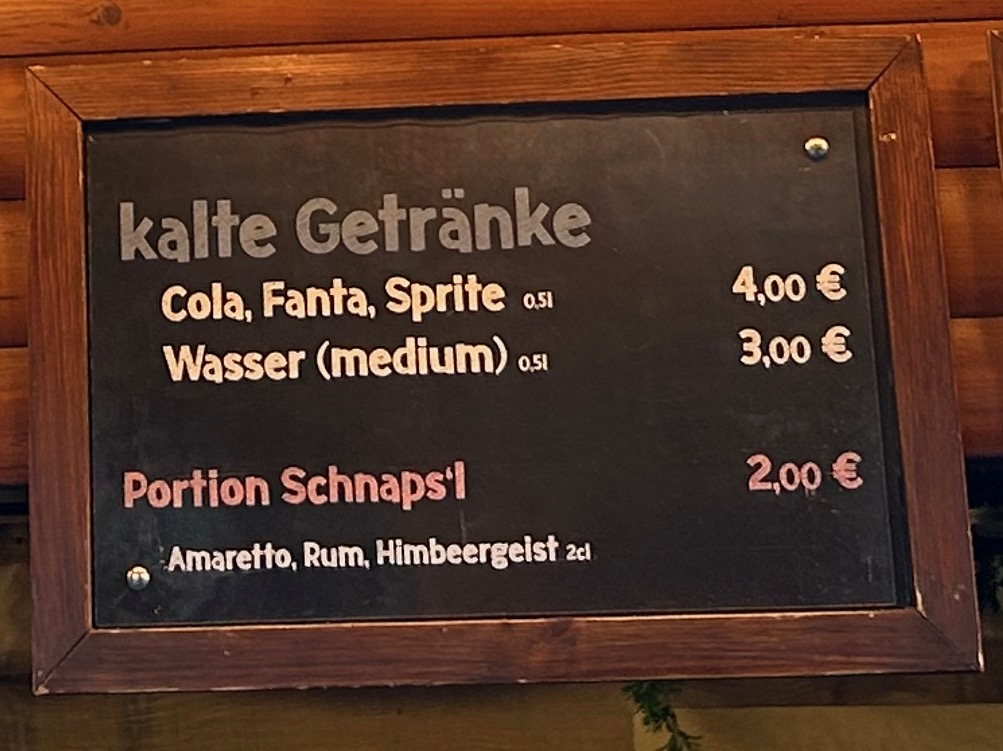 kalte Getränke
Cola, Fanta, Sprite 0,5l 4,00 €
Wasser (medium) 0,5l 3,00 €
Portion Schnaps'l 2,00 €
Amaretto, Rum, Himbeergeist 2cl